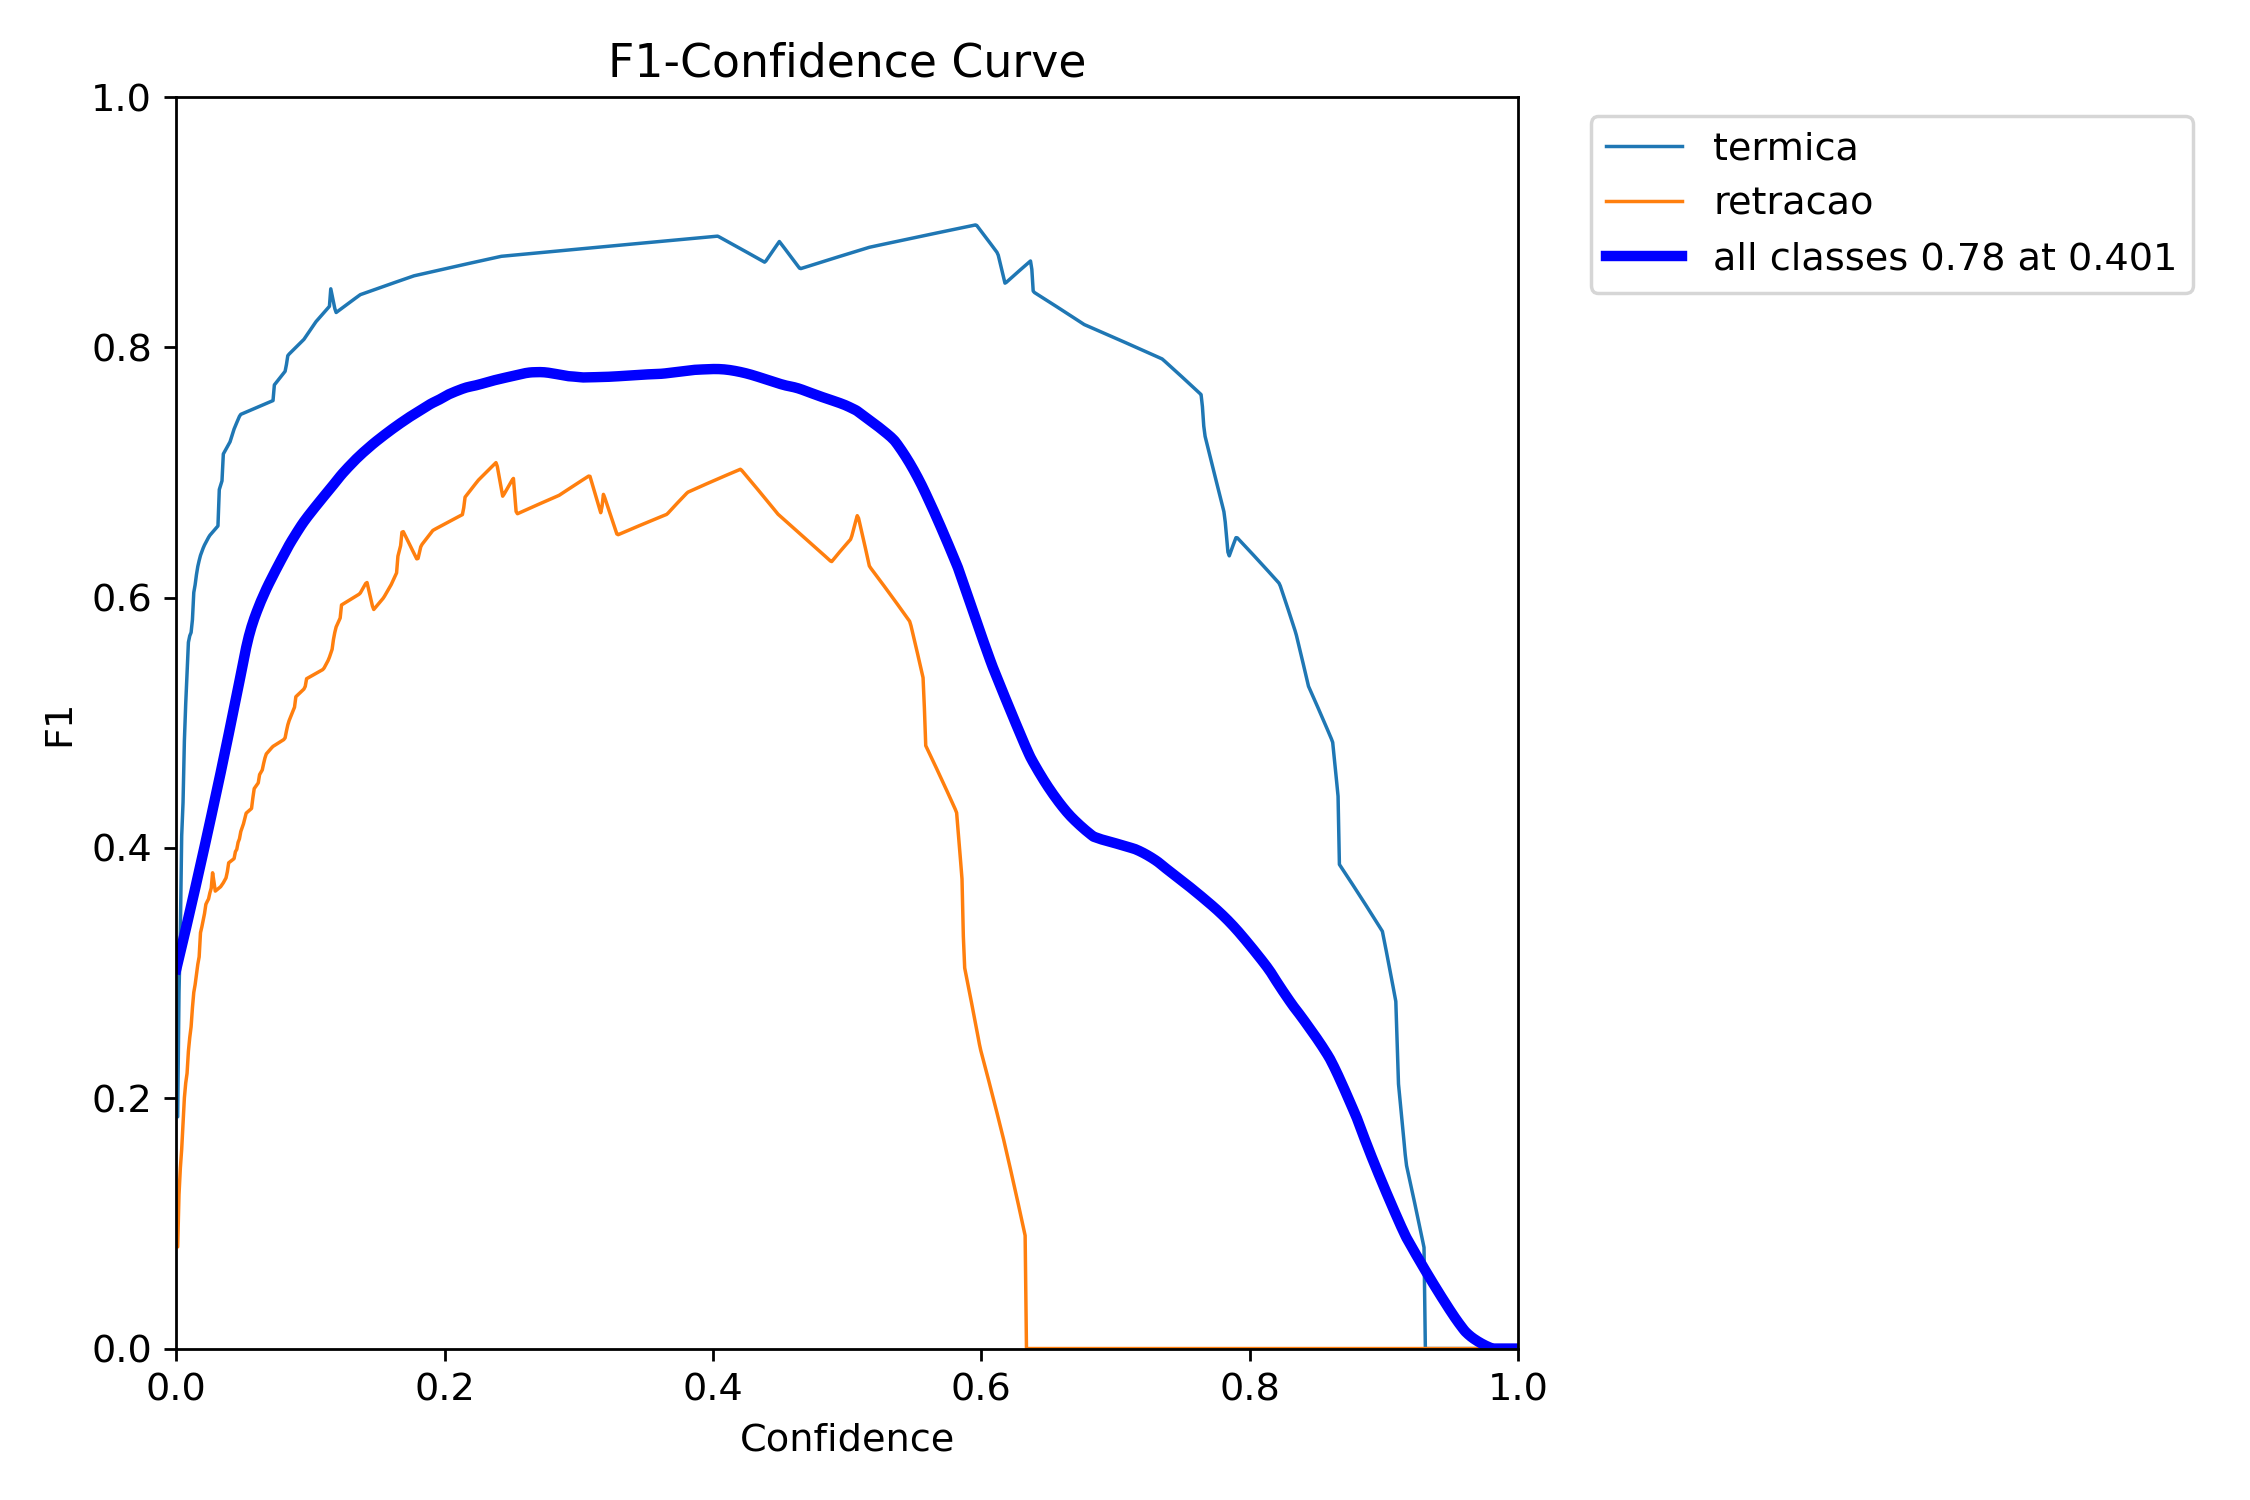 F1-Confidence Curve
1.0
0.8
0.6
0.4
0.2
0.0
F1
0.0 0.2 0.4 0.6 0.8 1.0
Confidence
termica
retracao
all classes 0.78 at 0.401